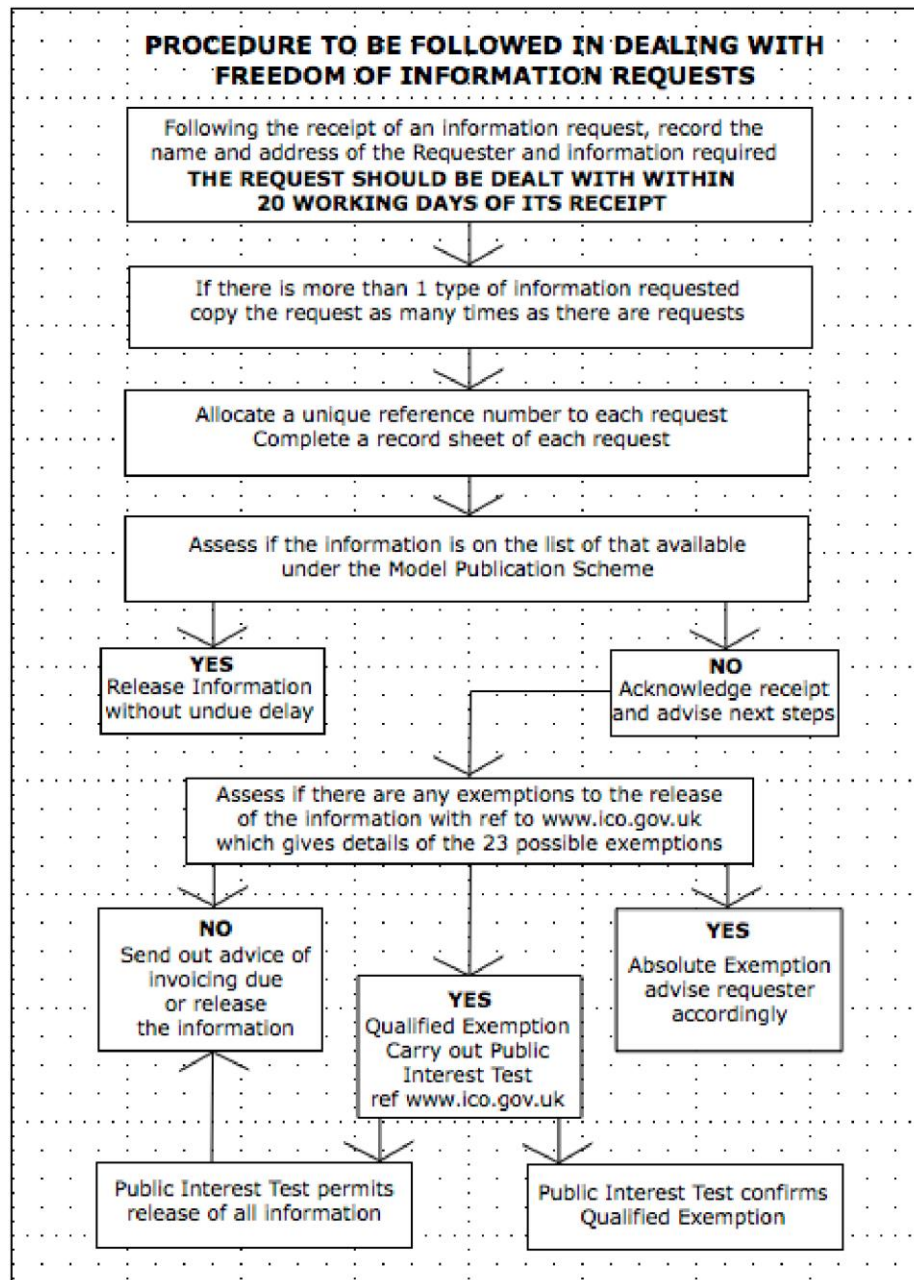 PROCEDURE TO BE FOLLOWED IN DEALING WITH
FREEDOM OF INFORMATION REQUESTS
Following the receipt of an information request, record the
name and address of the Requester and information required
THE REQUEST SHOULD BE DEALT WITH WITHIN
20 WORKING DAYS OF ITS RECEIPT
If there is more than 1 type of information requested
copy the request as many times as there are requests
Allocate a unique reference number to each request
Complete a record sheet of each request
Assess if the information is on the list of that available
under the Model Publication Scheme
YES
Release Information
without undue delay
NO
Acknowledge receipt
and advise next steps
Assess if there are any exemptions to the release
of the information with ref to www.ico.gov.uk
which gives details of the 23 possible exemptions
NO
Send out advice of
invoicing due
or release
the information
YES
Qualified Exemption
Carry out Public
Interest Test
ref www.ico.gov.uk
YES
Absolute Exemption
advise requester
accordingly
Public Interest Test permits
release of all information
Public Interest Test confirms
Qualified Exemption